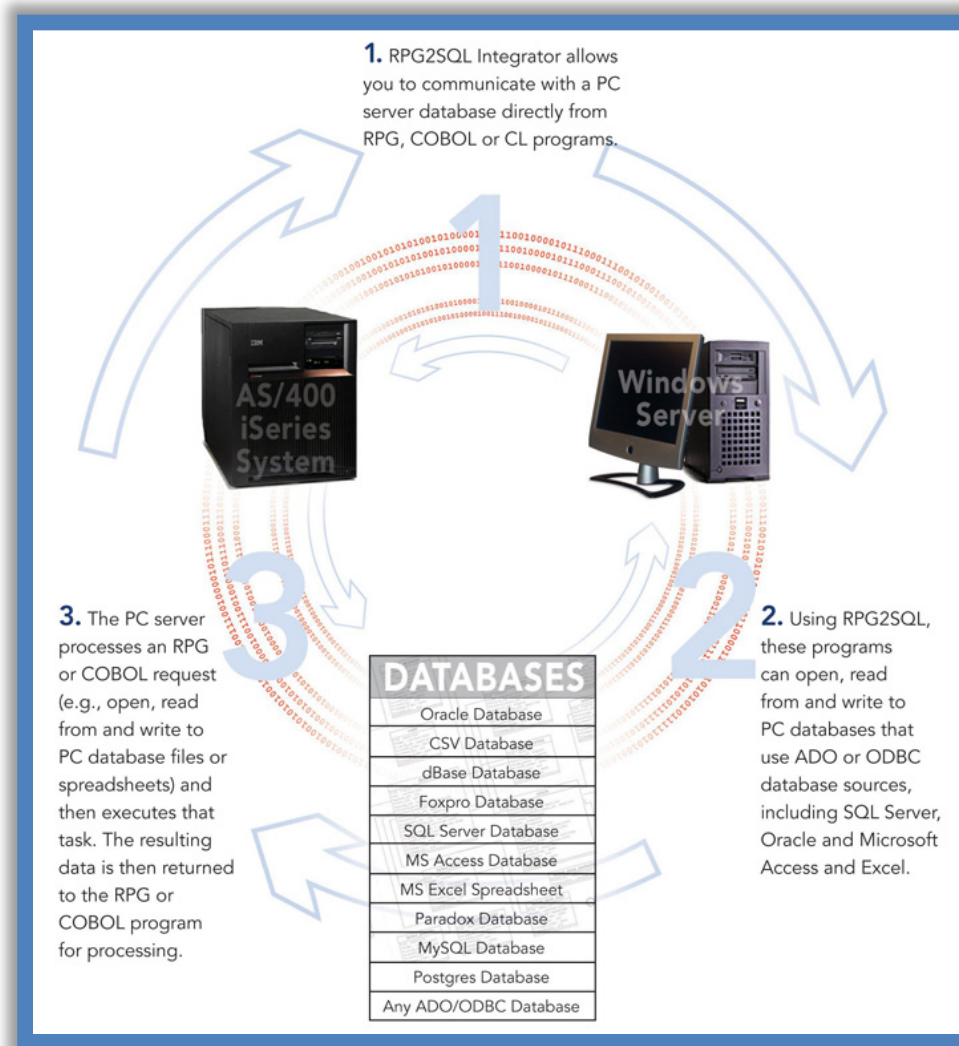 1. RPG2SQL Integrator allows
you to communicate with a PC
server database directly from
RPG, COBOL or CL programs.
1
IBM
AS/400
iSeries
System
Windows
Server
3
2
3. The PC server
processes an RPG
or COBOL request
(e.g., open, read
from and write to
PC database files or
spreadsheets) and
then executes that
task. The resulting
data is then returned
to the RPG or
COBOL program
for processing.
2. Using RPG2SQL,
these programs
can open, read
from and write to
PC databases that
use ADO or ODBC
database sources,
including SQL Server,
Oracle and Microsoft
Access and Excel.
DATABASES
Oracle Database
CSV Database
dBase Database
Foxpro Database
SQL Server Database
MS Access Database
MS Excel Spreadsheet
Paradox Database
MySQL Database
Postgres Database
Any ADO/ODBC Database